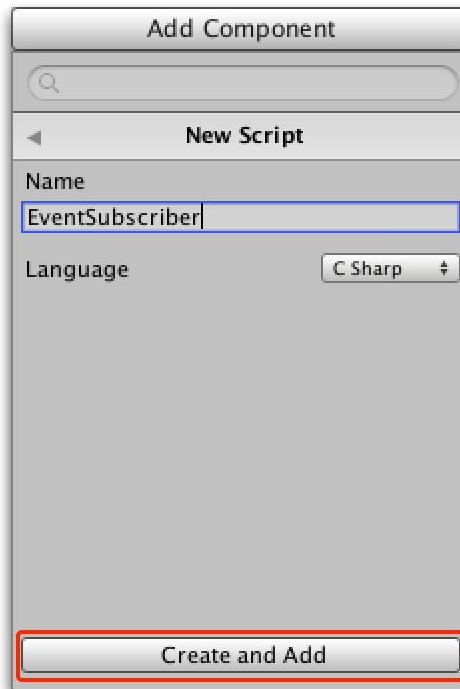 Add Component
New Script
Name
EventSubscriber
Language
C Sharp
Create and Add